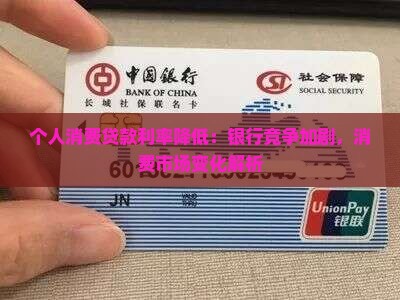 中国银行 社会保障
BANK OF CHINA SOCIAL SECURITY
长城社保联名卡
个人消费贷款利率降低：银行竞争加剧，消
费市场变化解析
JN VALID
UnionPay
银联